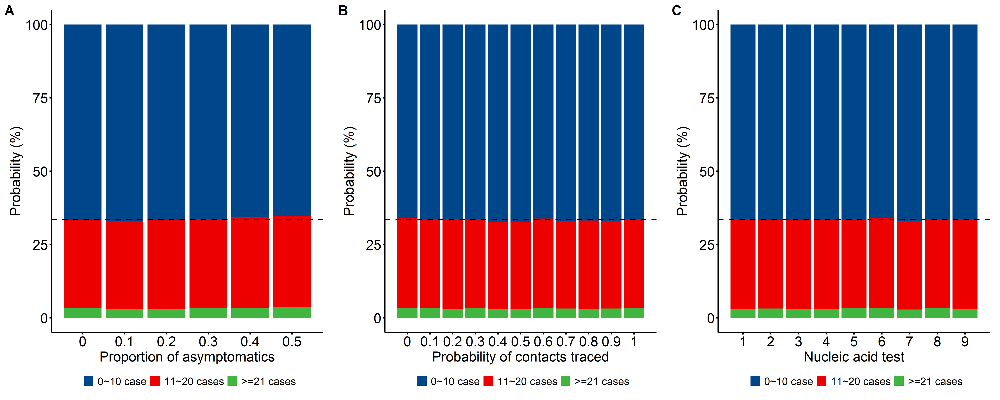 A
Probability (%)
100
75
50
25
0
0 0.1 0.2 0.3 0.4 0.5
Proportion of asymptomatics
0~10 case 11~20 cases >=21 cases
B
Probability (%)
100
75
50
25
0
0 0.1 0.2 0.3 0.4 0.5 0.6 0.7 0.8 0.9 1
Probability of contacts traced
0~10 case 11~20 cases >=21 cases
C
Probability (%)
100
75
50
25
0
1 2 3 4 5 6 7 8 9
Nucleic acid test
0~10 case 11~20 cases >=21 cases